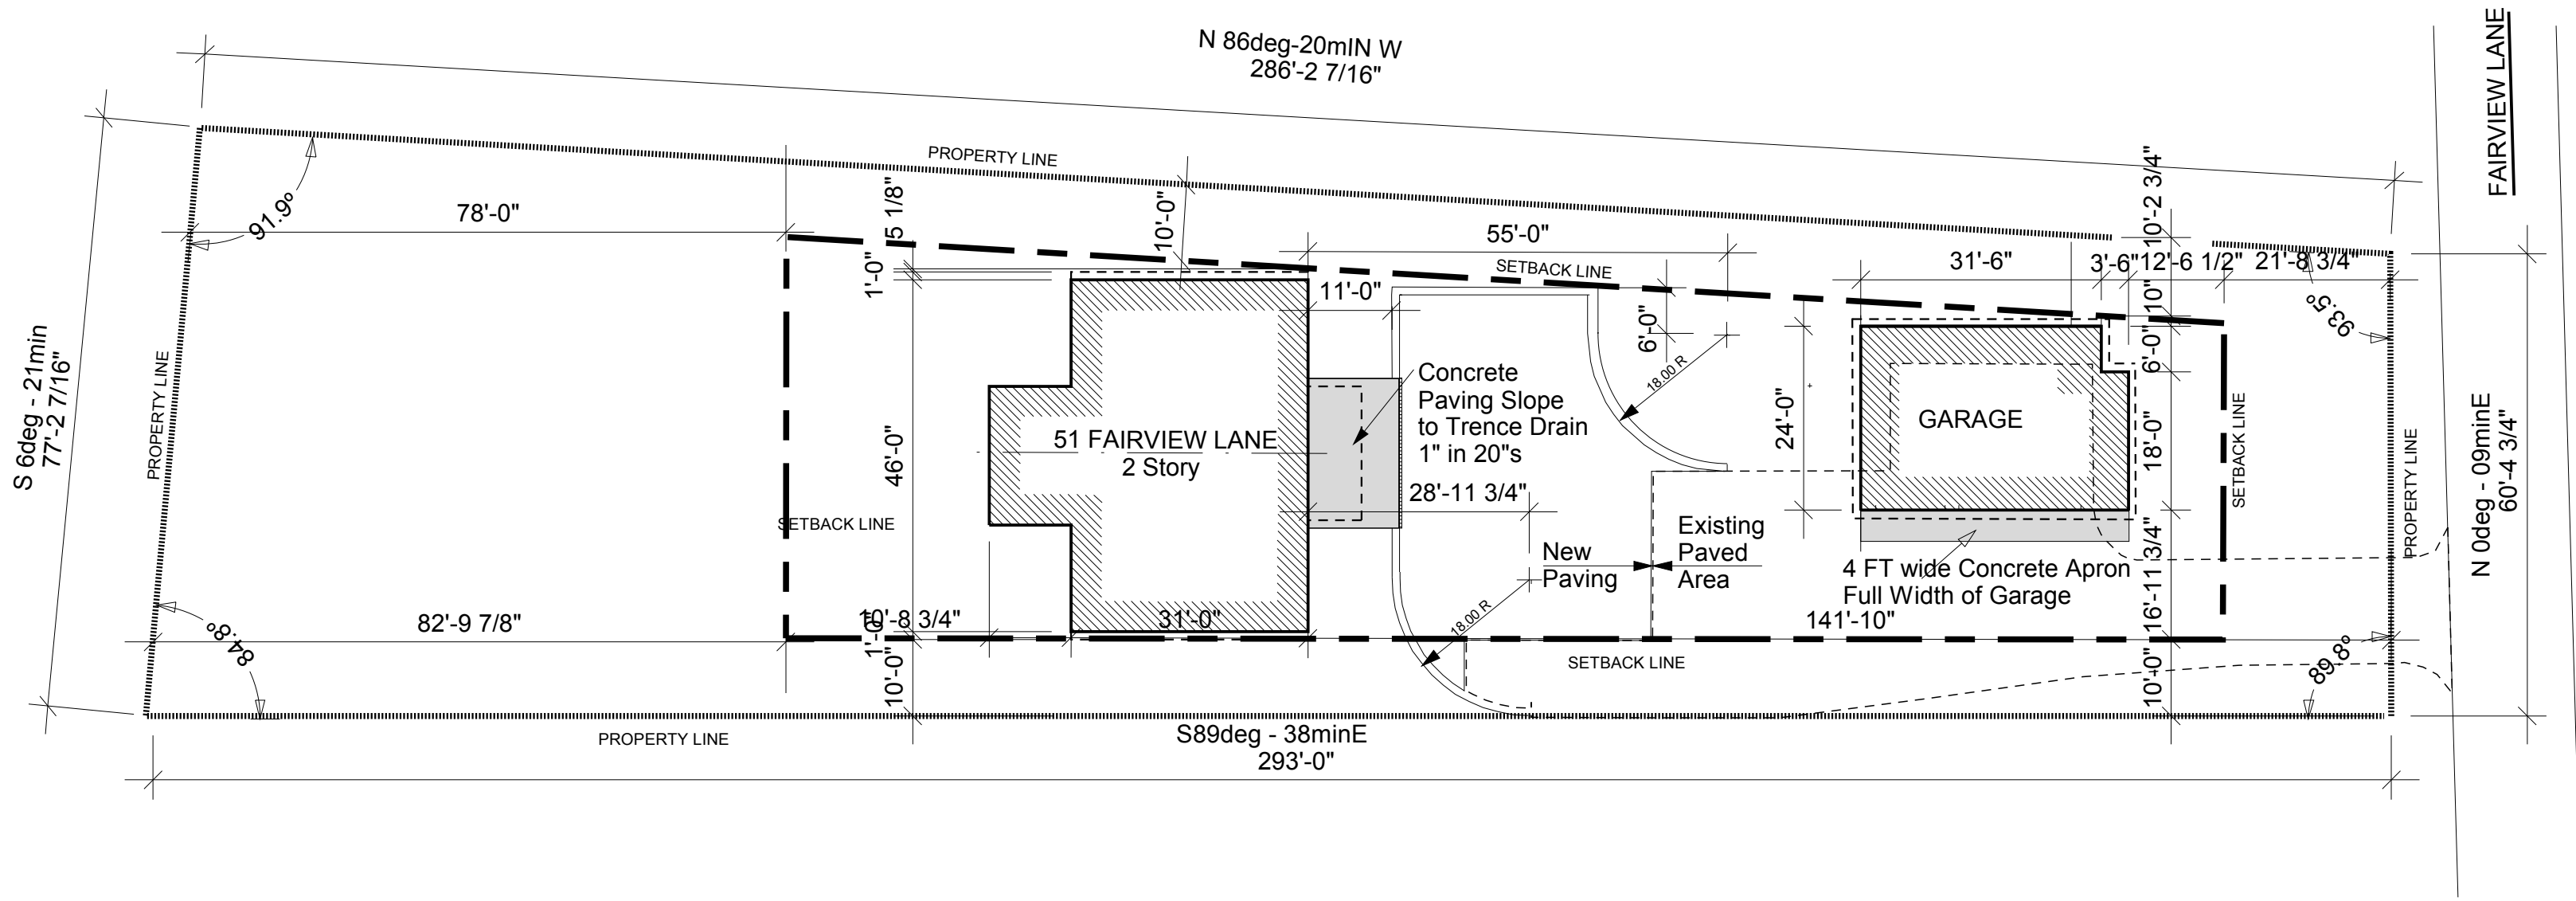 N 86deg-20mIN W
286'-2 7/16"
FAIRVIEW LANE
PROPERTY LINE
91.9º
78'-0"
5 1/8"
1'-0"
10'-0"
55'-0"
SETBACK LINE
11'-0"
6'-0"
18.00 R
31'-6"
3'-6"
12'-6 1/2"
21'-8 3/4"
10'-2 3/4"
10"
6'-0"
93.5º
S 6deg - 21min
77'-2 7/16"
PROPERTY LINE
Concrete
Paving Slope
to Trence Drain
1" in 20"s
24'-0"
GARAGE
18'-0"
SETBACK LINE
PROPERTY LINE
N 0deg - 09minE
60'-4 3/4"
46'-0"
51 FAIRVIEW LANE
2 Story
28'-11 3/4"
SETBACK LINE
New
Paving
Existing
Paved
Area
4 FT wide Concrete Apron
Full Width of Garage
16'-11 3/4"
84.8º
82'-9 7/8"
1'-0"
10'-8 3/4"
31'-0"
18.00 R
141'-10"
10'-0"
SETBACK LINE
10'-0"
89.8º
PROPERTY LINE
S89deg - 38minE
293'-0"